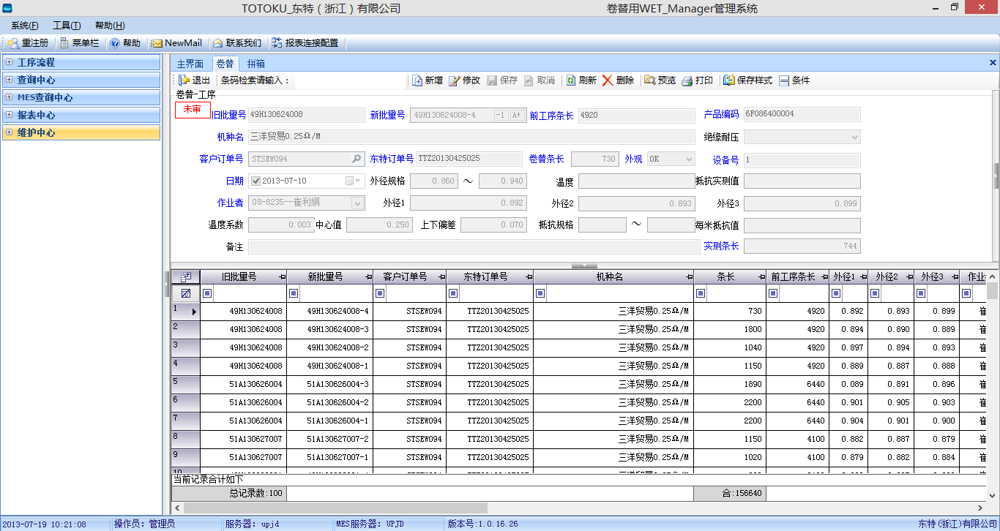 TOTOKU_东特（浙江）有限公司 卷替用WET_Manager管理系统
系统(F) 工具(T) 帮助(H)
重注册 菜单栏 帮助 NewMail 联系我们 报表连接配置
工序流程
查询中心
MES查询中心
报表中心
维护中心
主界面 卷替 拼箱
退出 条码检索请输入： 新增 修改 保存 取消 刷新 删除 预览 打印 保存样式 条件
卷替-工序
未审
旧批量号 49H130624008 新批量号 49H130624008-4 -1 A+ 前工序条长 4920 产品编码 6F086400004
机种名 三洋贸易0.25Ω/M 绝缘耐压
客户订单号 STSEW094 东特订单号 TTZ20130425025 卷替条长 730 外观 OK 设备号 1
日期 2013-07-10 外径规格 0.860 ～ 0.940 温度 抵抗实测值
作业者 08-8235--崔利娟 外径1 0.892 外径2 0.893 外径3 0.899
温度系数 0.003 中心值 0.250 上下偏差 0.070 抵抗规格 ～ 每米抵抗值
备注 实测条长 744
旧批量号 新批量号 客户订单号 东特订单号 机种名 条长 前工序条长 外径1 外径2 外径3 作业
1 49H130624008 49H130624008-4 STSEW094 TTZ20130425025 三洋贸易0.25Ω/M 730 4920 0.892 0.893 0.899 崔
2 49H130624008 49H130624008-3 STSEW094 TTZ20130425025 三洋贸易0.25Ω/M 1800 4920 0.894 0.890 0.889 崔
3 49H130624008 49H130624008-2 STSEW094 TTZ20130425025 三洋贸易0.25Ω/M 1040 4920 0.897 0.894 0.893 崔
4 49H130624008 49H130624008-1 STSEW094 TTZ20130425025 三洋贸易0.25Ω/M 1150 4920 0.889 0.887 0.888 崔
5 51A130626004 51A130626004-3 STSEW094 TTZ20130425025 三洋贸易0.25Ω/M 1890 6440 0.089 0.891 0.896 崔
6 51A130626004 51A130626004-2 STSEW094 TTZ20130425025 三洋贸易0.25Ω/M 2200 6440 0.901 0.905 0.903 崔
7 51A130626004 51A130626004-1 STSEW094 TTZ20130425025 三洋贸易0.25Ω/M 2200 6440 0.904 0.901 0.900 崔
8 51A130627007 51A130627007-2 STSEW094 TTZ20130425025 三洋贸易0.25Ω/M 1150 4100 0.882 0.887 0.879 崔
9 51A130627007 51A130627007-1 STSEW094 TTZ20130425025 三洋贸易0.25Ω/M 1020 4100 0.879 0.882 0.884 崔
10
当前记录合计如下
总记录数:100 合:156640
2013-07-19 10:21:08 操作员: 管理员 服务器: upjd MES服务器: UPJD 版本号:1.0.16.26 东特(浙江)有限公司